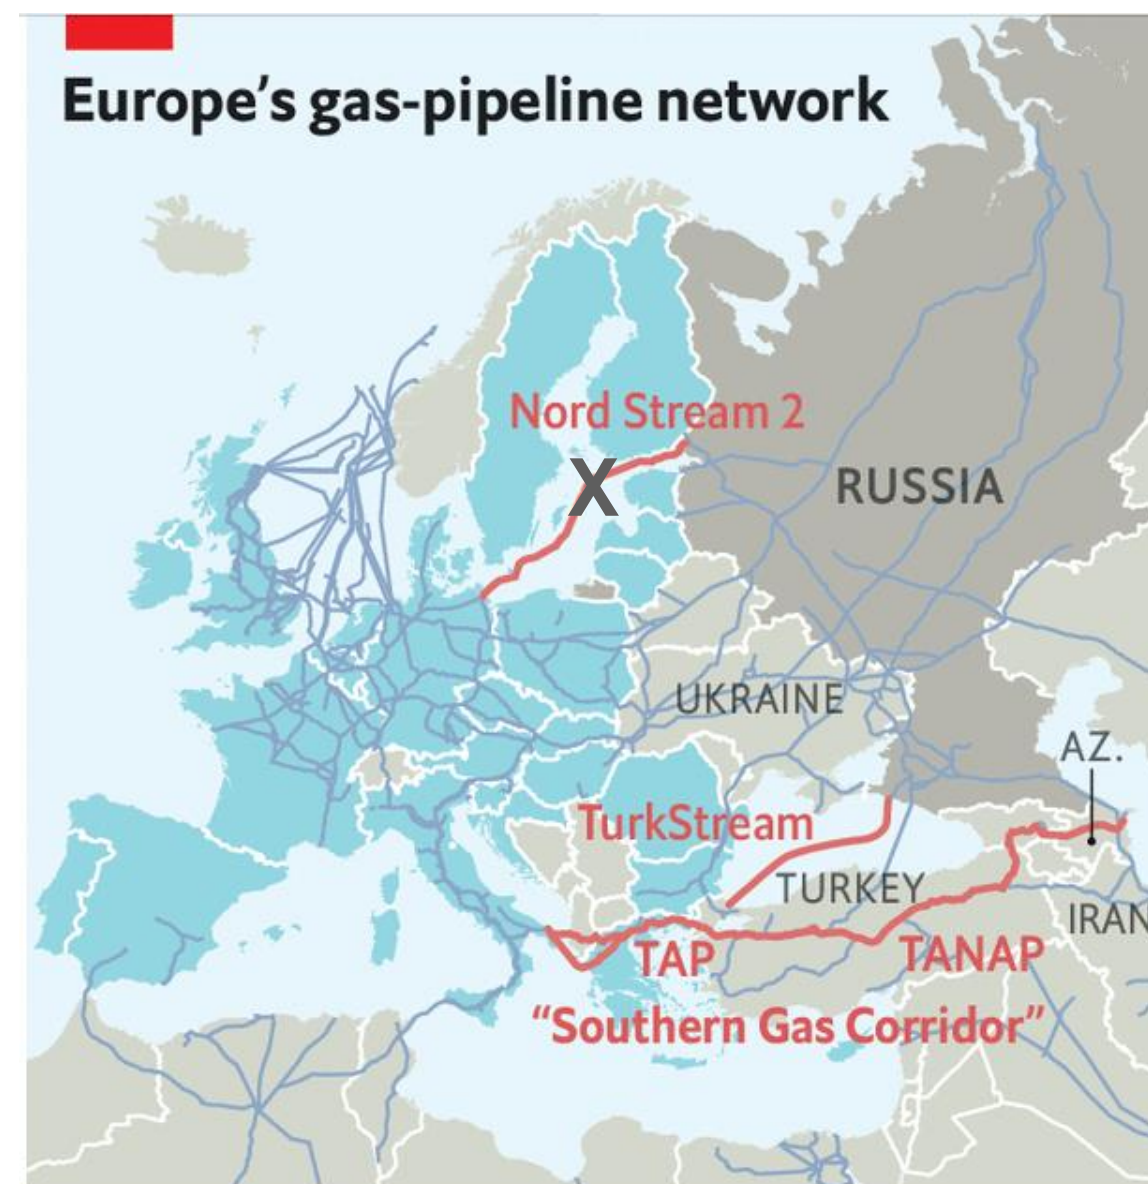 Europe's gas-pipeline network
Nord Stream 2
X
RUSSIA
UKRAINE
AZ.
TurkStream
TURKEY
IRAN
TAP
TANAP
“Southern Gas Corridor”